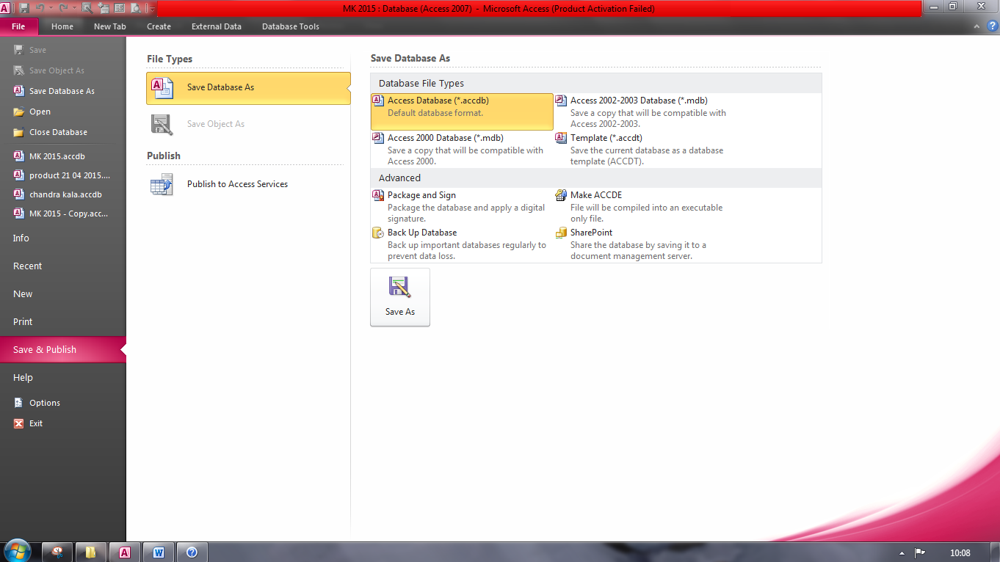 MK 2015 : Database (Access 2007) - Microsoft Access (Product Activation Failed)
File Home New Tab Create External Data Database Tools
Save
Save Object As
Save Database As
Open
Close Database
MK 2015.accdb
product 21 04 2015....
chandra kala.accdb
MK 2015 - Copy.acc...
Info
Recent
New
Print
Save & Publish
Help
Options
Exit
File Types
Save Database As
Save Object As
Publish
Publish to Access Services
Save Database As
Database File Types
Access Database (*.accdb)
Default database format.
Access 2002-2003 Database (*.mdb)
Save a copy that will be compatible with
Access 2002-2003.
Access 2000 Database (*.mdb)
Save a copy that will be compatible with
Access 2000.
Template (*.accdt)
Save the current database as a database
template (ACCDT).
Advanced
Package and Sign
Package the database and apply a digital
signature.
Make ACCDE
File will be compiled into an executable
only file.
Back Up Database
Back up important databases regularly to
prevent data loss.
SharePoint
Share the database by saving it to a
document management server.
Save As
10:08